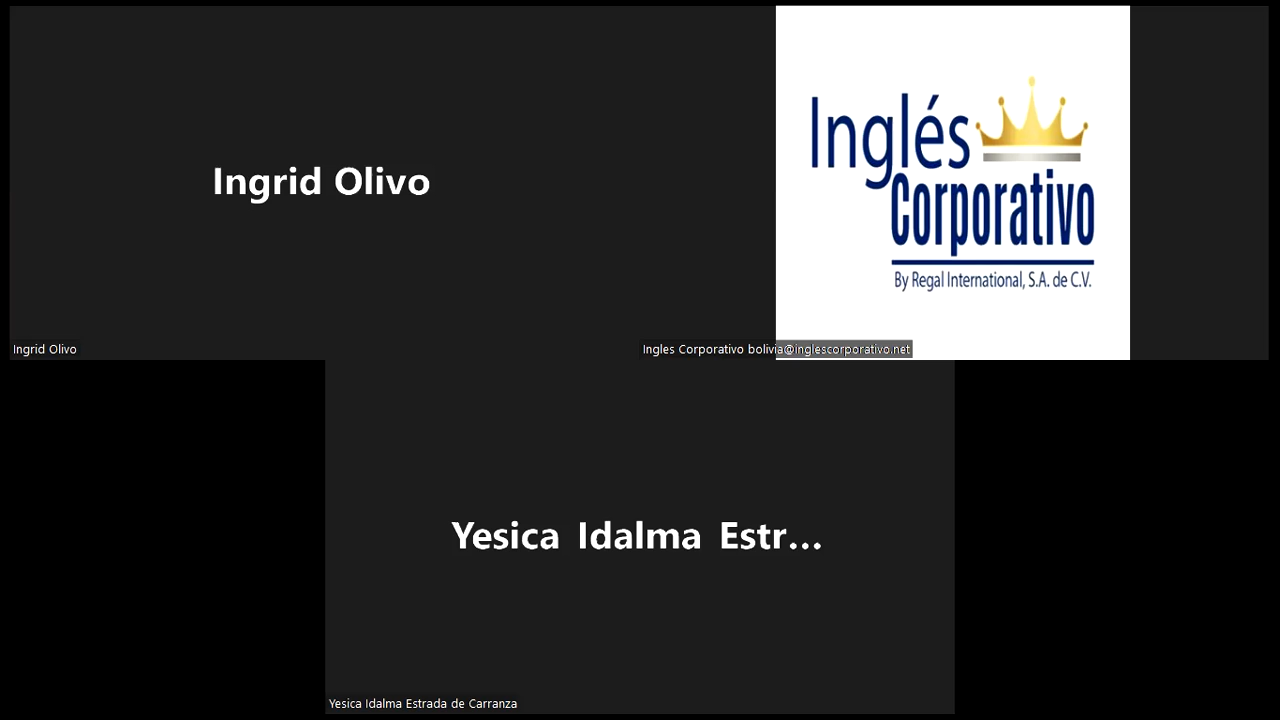 Ingrid Olivo
Ingrid Olivo
Inglés
Corporativo
By Regal International, S.A. de C.V.
Ingles Corporativo bolivia@inglescorporativo.net
Yesica Idalma Estr...
Yesica Idalma Estrada de Carranza